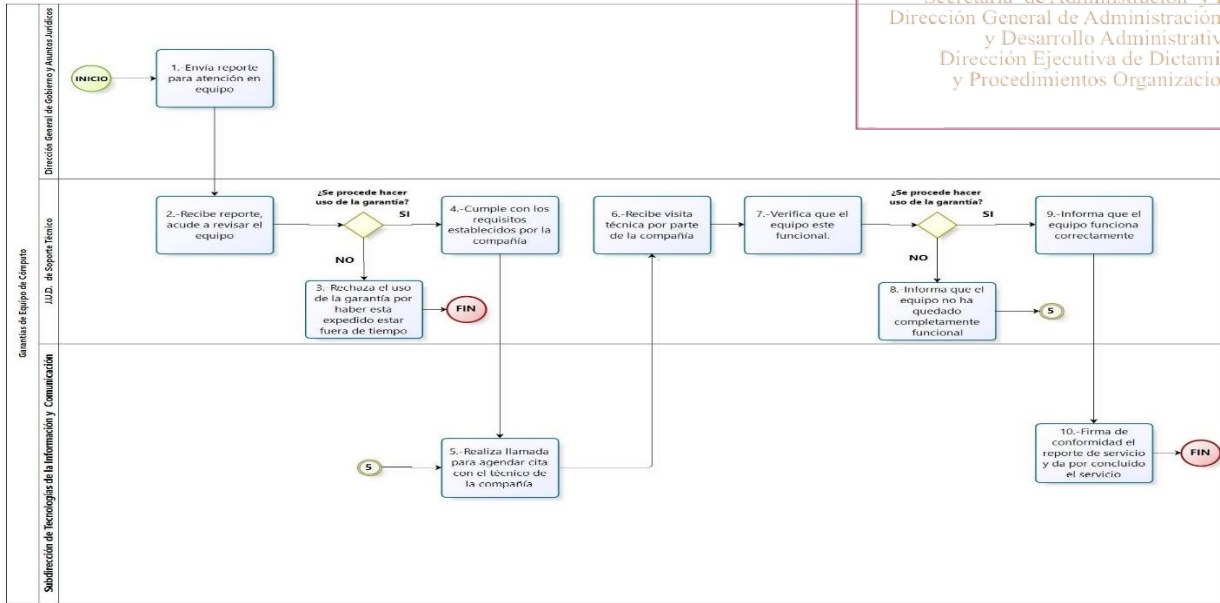 Secretaría de Administración y
Dirección General de Administración
y Desarrollo Administrativ
Dirección Ejecutiva de Dictami
y Procedimientos Organizacio
Garantías de Equipo de Cómputo
Dirección General de Gobierno y Asuntos Jurídicos
INICIO
1.-Envía reporte
para atención en
equipo
J.U.D. de Soporte Técnico
2.-Recibe reporte,
acude a revisar el
equipo
¿Se procede hacer
uso de la garantía?
SI
NO
3.-Rechaza el uso
de la garantía por
haber esta
expedido estar
fuera de tiempo
FIN
4.-Cumple con los
requisitos
establecidos por la
compañía
6.-Recibe visita
técnica por parte
de la compañía
7.-Verifica que el
equipo este
funcional.
¿Se procede hacer
uso de la garantía?
SI
NO
8.-Informa que el
equipo no ha
quedado
completamente
funcional
5
9.-Informa que el
equipo funciona
correctamente
Subdirección de Tecnologías de la Información y Comunicación
5
5.-Realiza llamada
para agendar cita
con el técnico de
la compañía
10.-Firma de
conformidad el
reporte de servicio
y da por concluido
el servicio
FIN